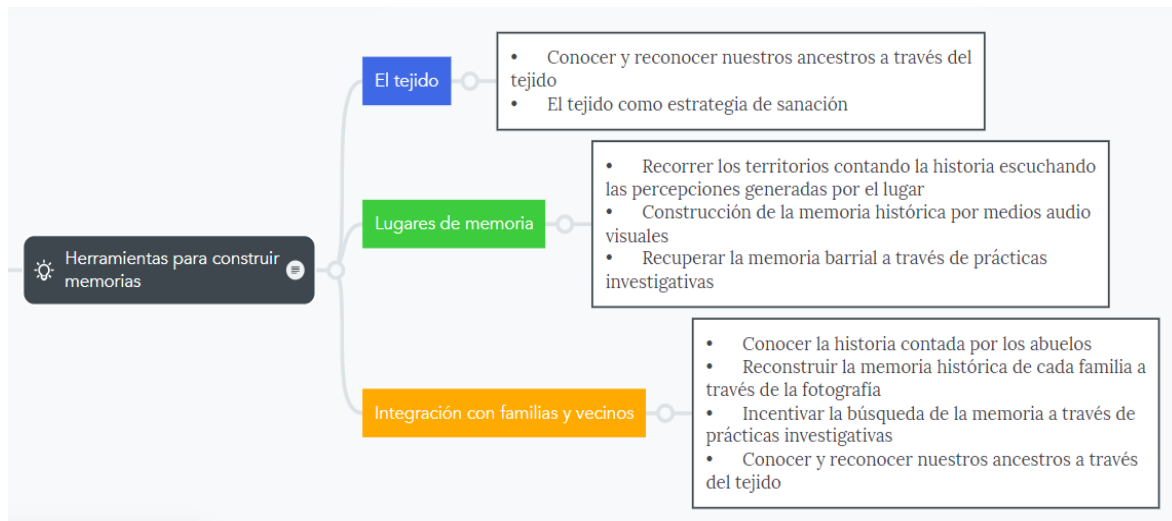 Herramientas para construir
memorias
El tejido
• Conocer y reconocer nuestros ancestros a través del
tejido
• El tejido como estrategia de sanación
Lugares de memoria
• Recorrer los territorios contando la historia escuchando
las percepciones generadas por el lugar
• Construcción de la memoria histórica por medios audio
visuales
• Recuperar la memoria barrial a través de prácticas
investigativas
Integración con familias y vecinos
• Conocer la historia contada por los abuelos
• Reconstruir la memoria histórica de cada familia a
través de la fotografía
• Incentivar la búsqueda de la memoria a través de
prácticas investigativas
• Conocer y reconocer nuestros ancestros a través
del tejido